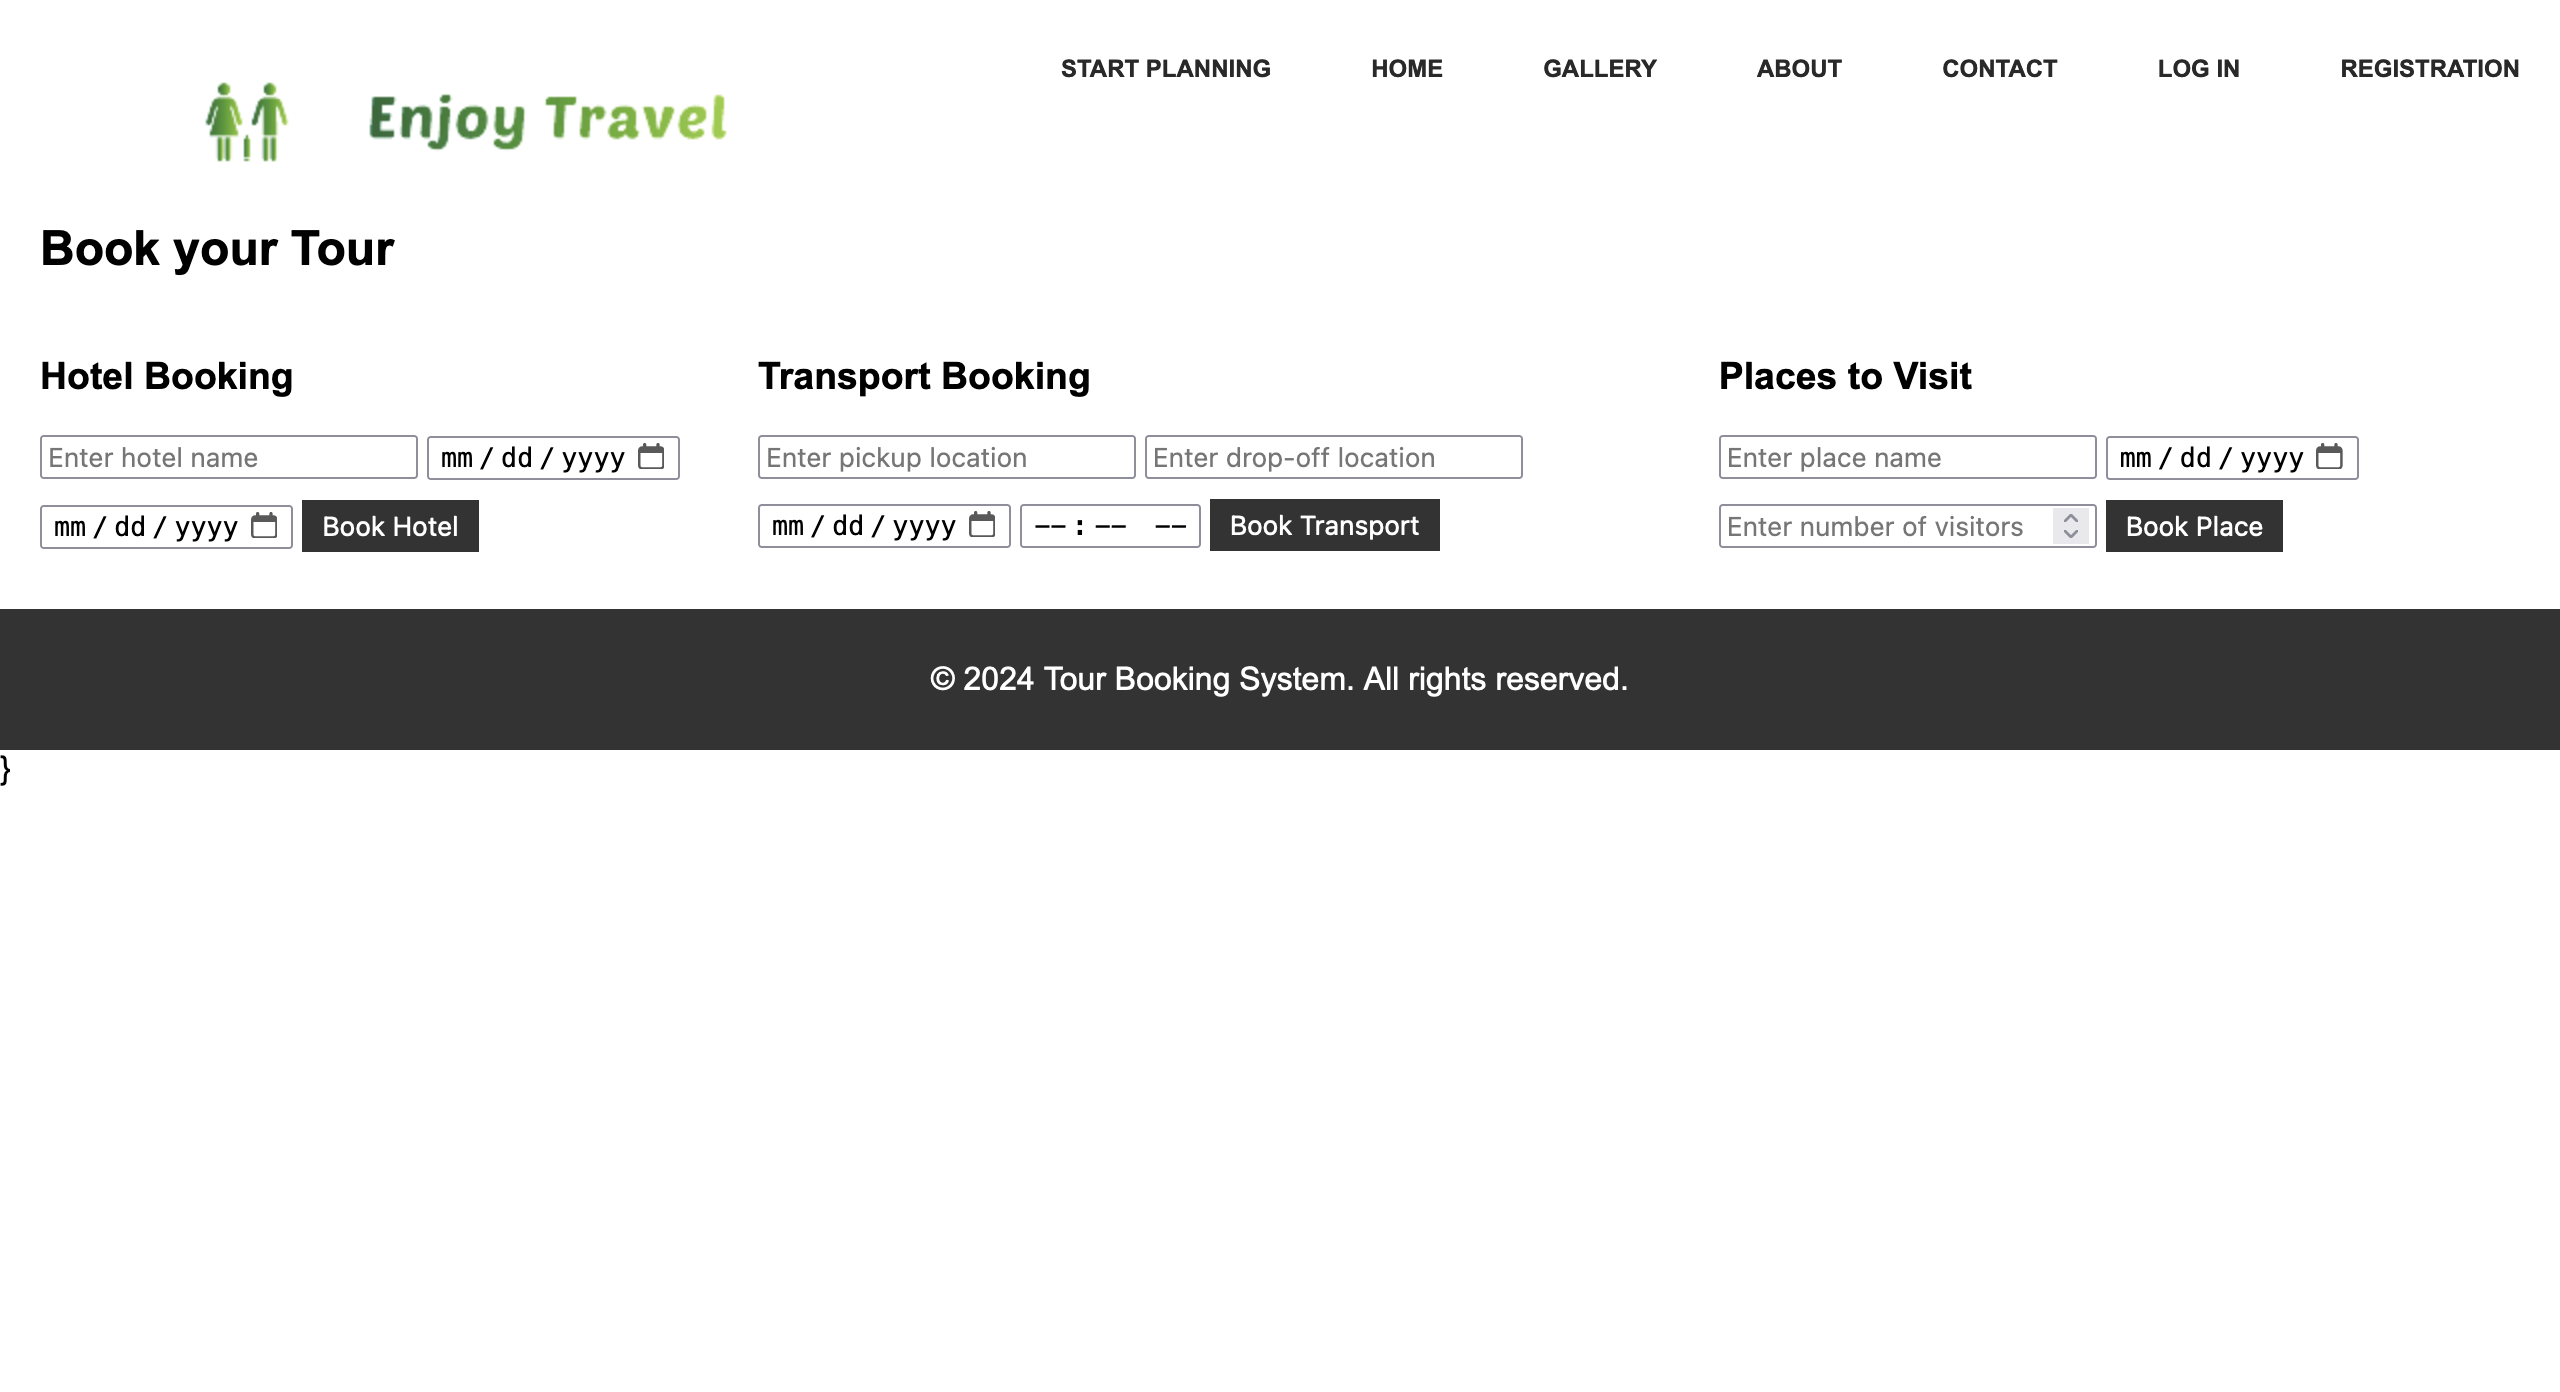 Enjoy Travel
START PLANNING HOME GALLERY ABOUT CONTACT LOG IN REGISTRATION
Book your Tour
Hotel Booking
Enter hotel name mm / dd / yyyy
mm / dd / yyyy Book Hotel
Transport Booking
Enter pickup location Enter drop-off location
mm / dd / yyyy --:-- -- Book Transport
Places to Visit
Enter place name mm / dd / yyyy
Enter number of visitors Book Place
© 2024 Tour Booking System. All rights reserved.
}